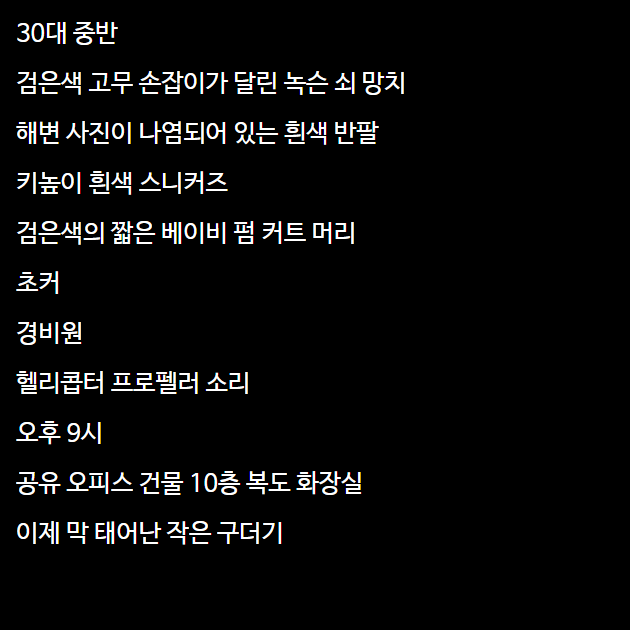 30대 중반
검은색 고무 손잡이가 달린 녹슨 쇠 망치
해변 사진이 나염되어 있는 흰색 반팔
키높이 흰색 스니커즈
검은색의 짧은 베이비 펌 커트 머리
초커
경비원
헬리콥터 프로펠러 소리
오후 9시
공유 오피스 건물 10층 복도 화장실
이제 막 태어난 작은 구더기